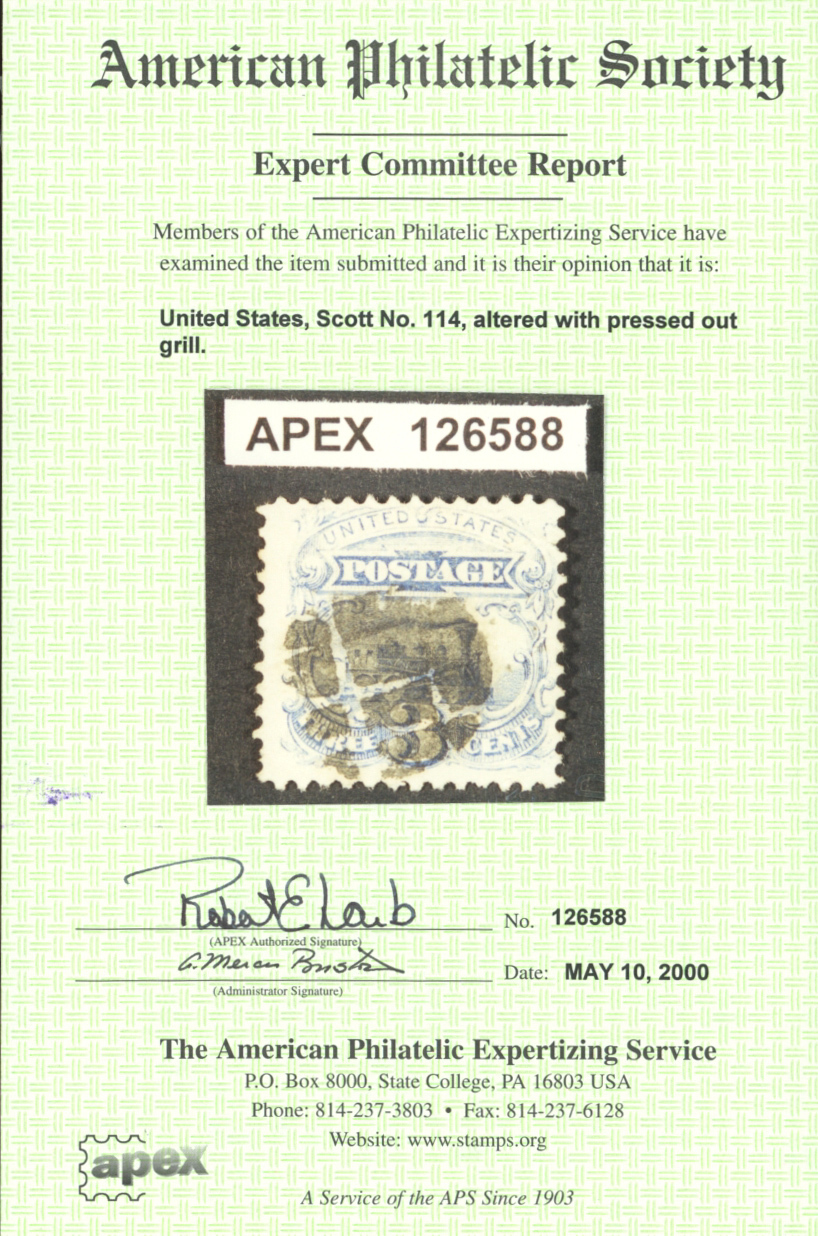 American Philatelic Society
Expert Committee Report
Members of the American Philatelic Expertizing Service have
examined the item submitted and it is their opinion that it is:
United States, Scott No. 114, altered with pressed out
grill.
APEX 126588
UNITED STATES
POSTAGE
THREE 3 CENTS
Robert E Lamb
No. 126588
(APEX Authorized Signature)
Date: MAY 10, 2000
(Administrator Signature)
The American Philatelic Expertizing Service
P.O. Box 8000, State College, PA 16803 USA
Phone: 814-237-3803 • Fax: 814-237-6128
Website: www.stamps.org
apex
A Service of the APS Since 1903